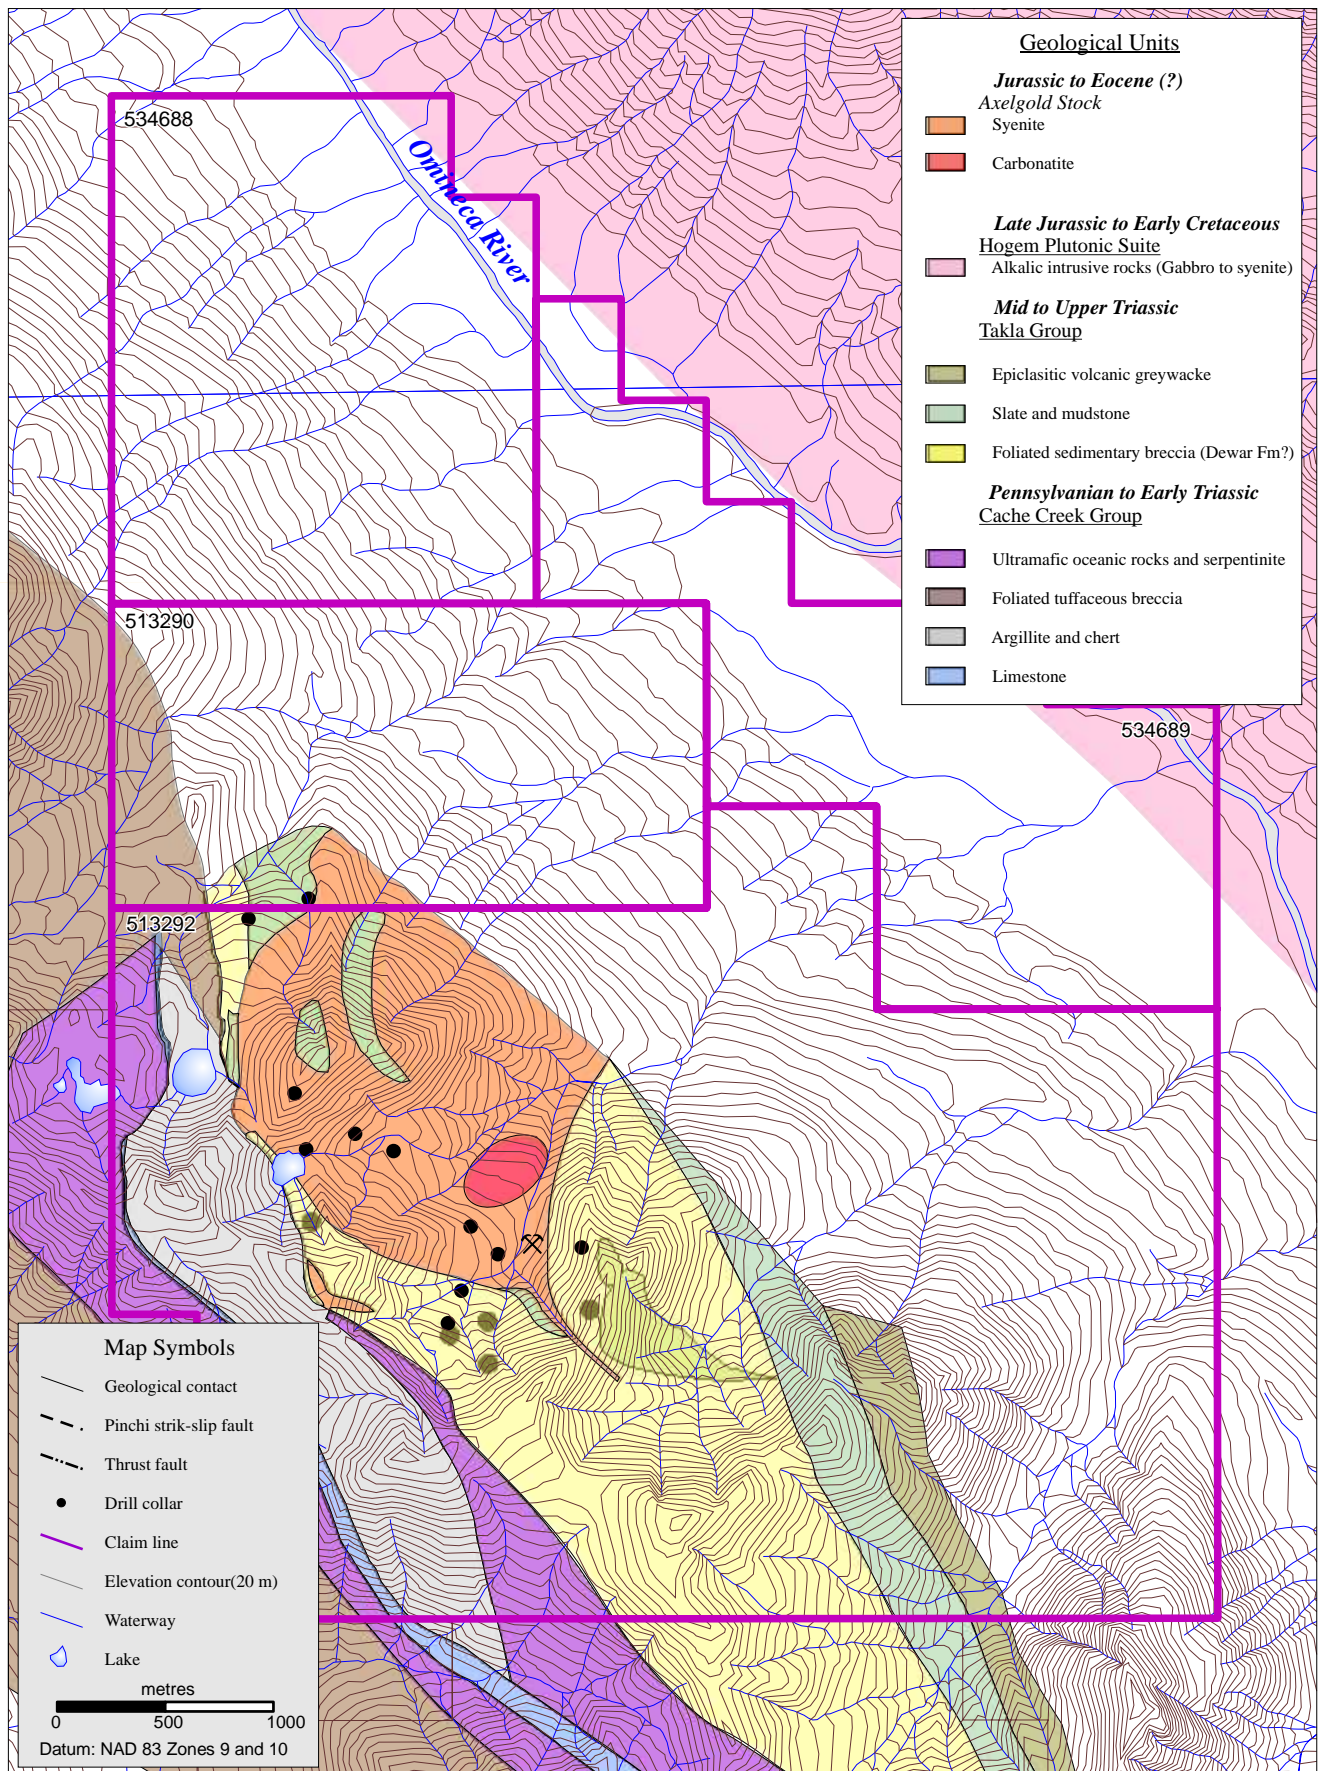 Geological Units
Jurassic to Eocene (?)
Axelgold Stock
Syenite
Carbonatite
Late Jurassic to Early Cretaceous
Hogem Plutonic Suite
Alkalic intrusive rocks (Gabbro to syenite)
Mid to Upper Triassic
Takla Group
Epiclasitic volcanic greywacke
Slate and mudstone
Foliated sedimentary breccia (Dewar Fm?)
Pennsylvanian to Early Triassic
Cache Creek Group
Ultramafic oceanic rocks and serpentinite
Foliated tuffaceous breccia
Argillite and chert
Limestone
534688
Omineca River
513290
534689
513292
Map Symbols
Geological contact
Pinchi strik-slip fault
Thrust fault
Drill collar
Claim line
Elevation contour(20 m)
Waterway
Lake
metres
0 500 1000
Datum: NAD 83 Zones 9 and 10